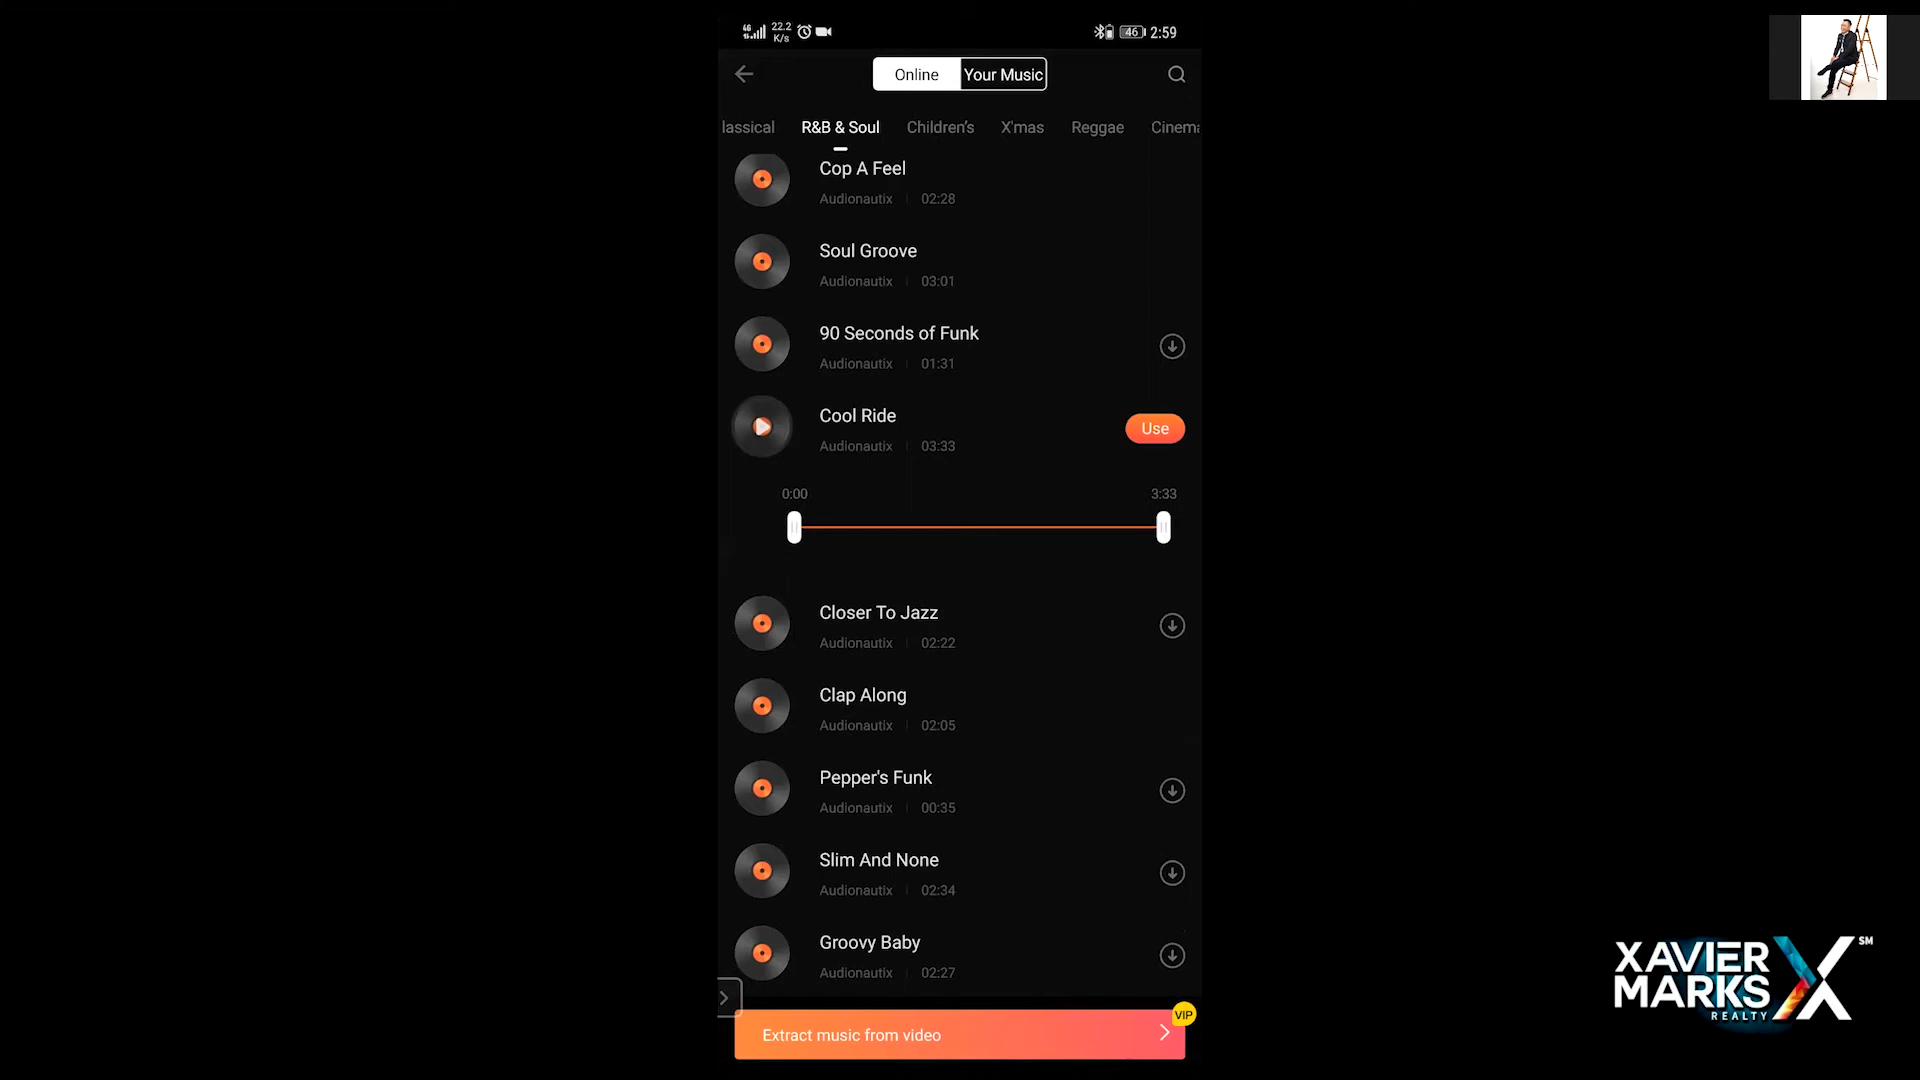 4G 22.2 K/s 46 2:59
Online Your Music
lassical R&B & Soul Children's X'mas Reggae Cinema
Cop A Feel
Audionautix 02:28
Soul Groove
Audionautix 03:01
90 Seconds of Funk
Audionautix 01:31
Cool Ride
Use
Audionautix 03:33
0:00 3:33
Closer To Jazz
Audionautix 02:22
Clap Along
Audionautix 02:05
Pepper's Funk
Audionautix 00:35
Slim And None
Audionautix 02:34
Groovy Baby
Audionautix 02:27
VIP
Extract music from video
XAVIER
MARKS X SM
REALTY